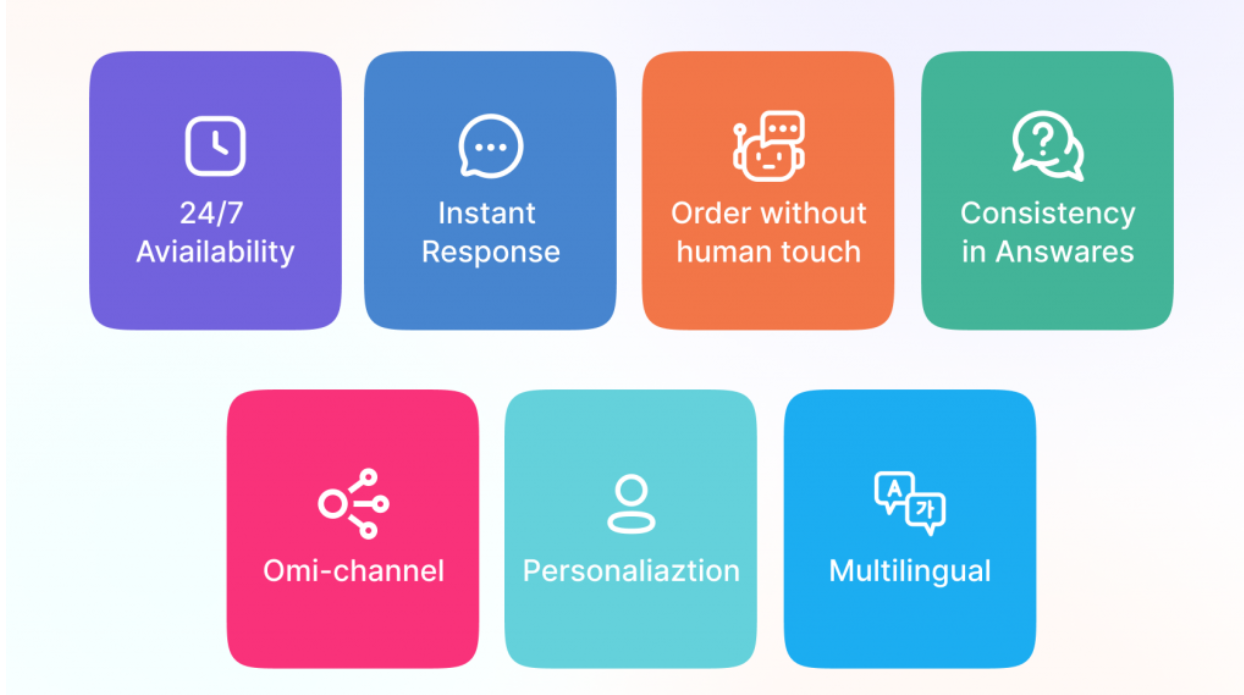 24/7
Aviailability
Instant
Response
Order without
human touch
Consistency
in Answares
Omi-channel
Personaliaztion
A
가
Multilingual